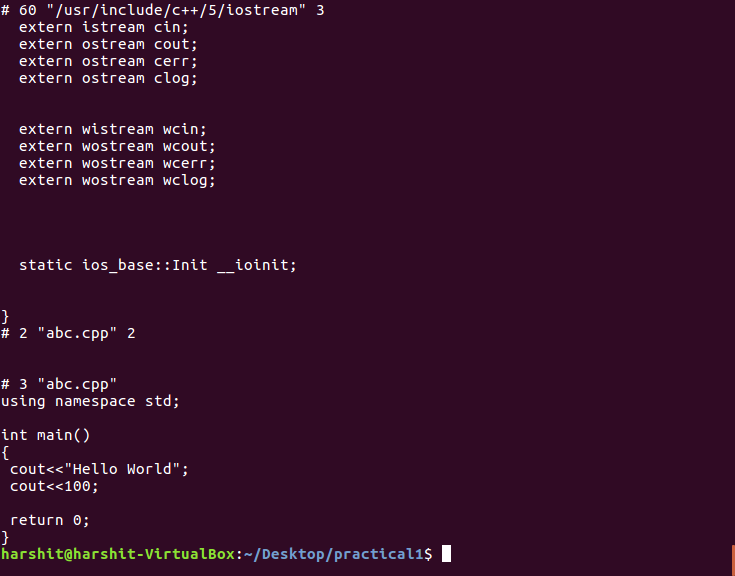 # 60 "/usr/include/c++/5/iostream" 3
  extern istream cin;
  extern ostream cout;
  extern ostream cerr;
  extern ostream clog;
  extern wistream wcin;
  extern wostream wcout;
  extern wostream wcerr;
  extern wostream wclog;
  static ios_base::Init __ioinit;
}
# 2 "abc.cpp" 2
# 3 "abc.cpp"
using namespace std;
int main()
{
 cout<<"Hello World";
 cout<<100;
 return 0;
}
harshit@harshit-VirtualBox:~/Desktop/practical1$